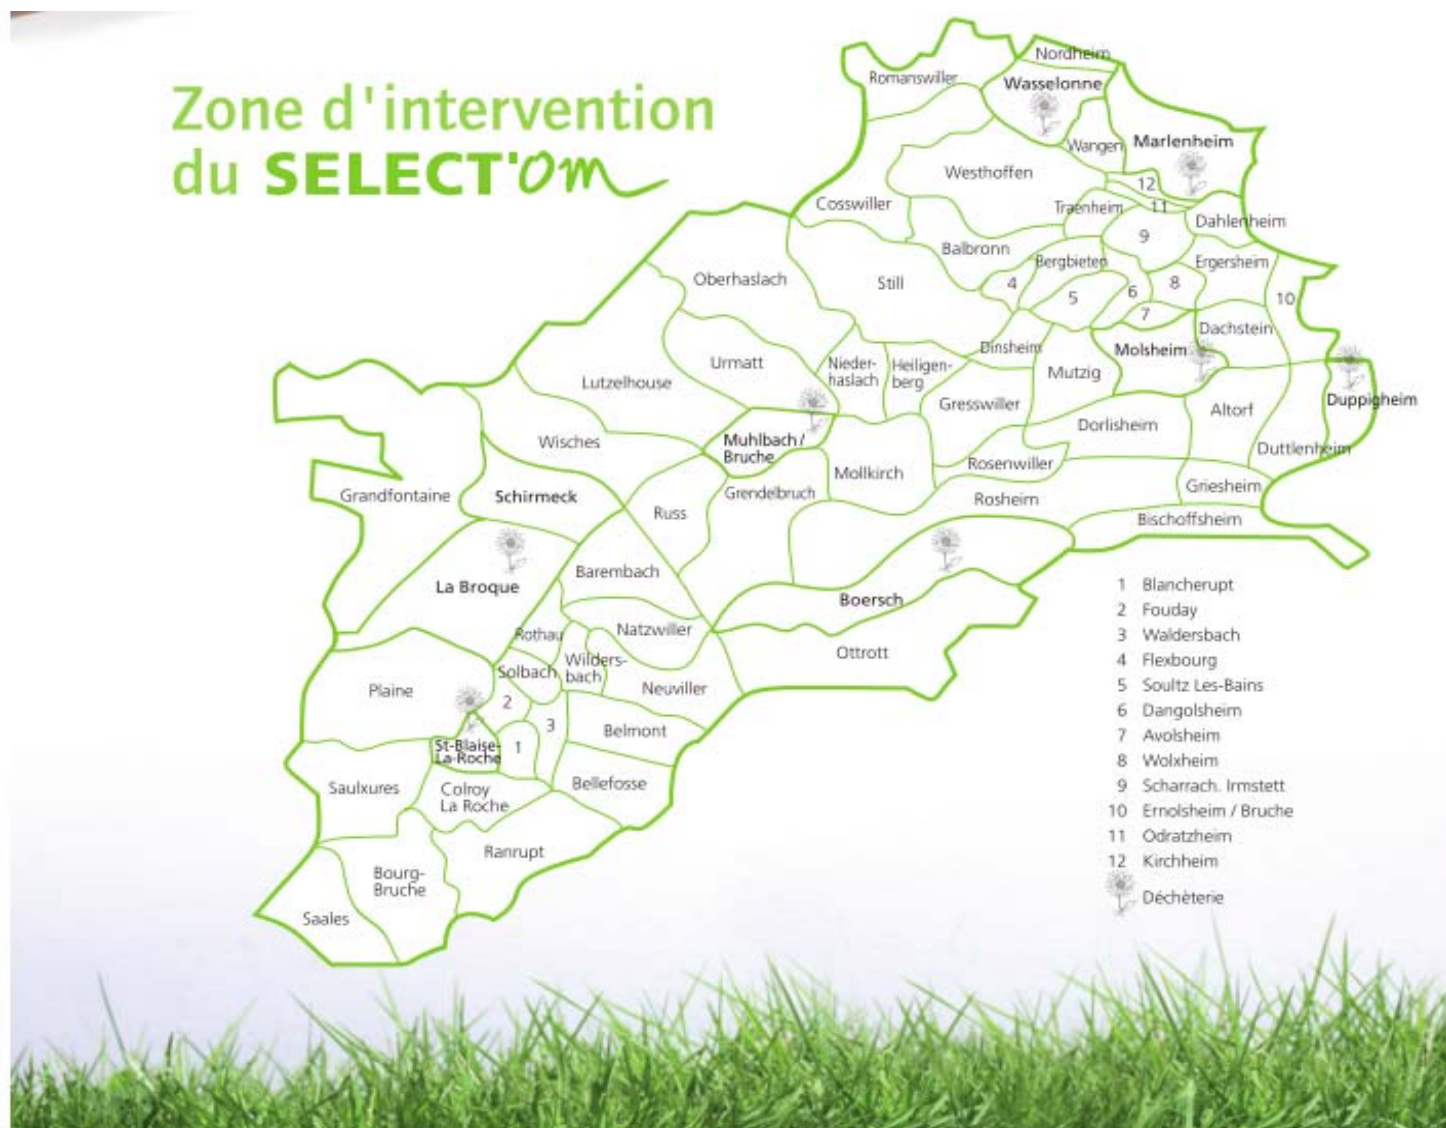 Zone d'intervention
du SELECT'Om
Nordheim
Romanswiller
Wasselonne
Wangen
Marlenheim
Westhoffen
12
Cosswiller
Traenheim
11
Dahlenheim
9
Balbronn
Bergbieten
Ergersheim
Oberhaslach
Still
4
5
6
8
10
7
Dachstein
Dinsheim
Molsheim
Urmatt
Nieder-
haslach
Heiligen-
berg
Mutzig
Lutzelhouse
Gresswiller
Altorf
Duppigheim
Dorlisheim
Wisches
Muhlbach /
Bruche
Duttlenheim
Mollkirch
Rosenwiller
Grandfontaine
Schirmeck
Grendelbruch
Griesheim
Russ
Rosheim
Bischoffsheim
La Broque
Barembach
Boersch
Rothau
Natzwiller
Ottrott
Solbach
Wilders-
bach
Plaine
Neuviller
2
3
Belmont
St-Blaise-
La-Roche
1
Saulxures
Colroy
La Roche
Bellefosse
Ranrupt
Bourg-
Bruche
Saales
1 Blancherupt
2 Fouday
3 Waldersbach
4 Flexbourg
5 Soultz Les-Bains
6 Dangolsheim
7 Avolsheim
8 Wolxheim
9 Scharrach. Irmstett
10 Ernolsheim / Bruche
11 Odratzheim
12 Kirchheim
Déchèterie